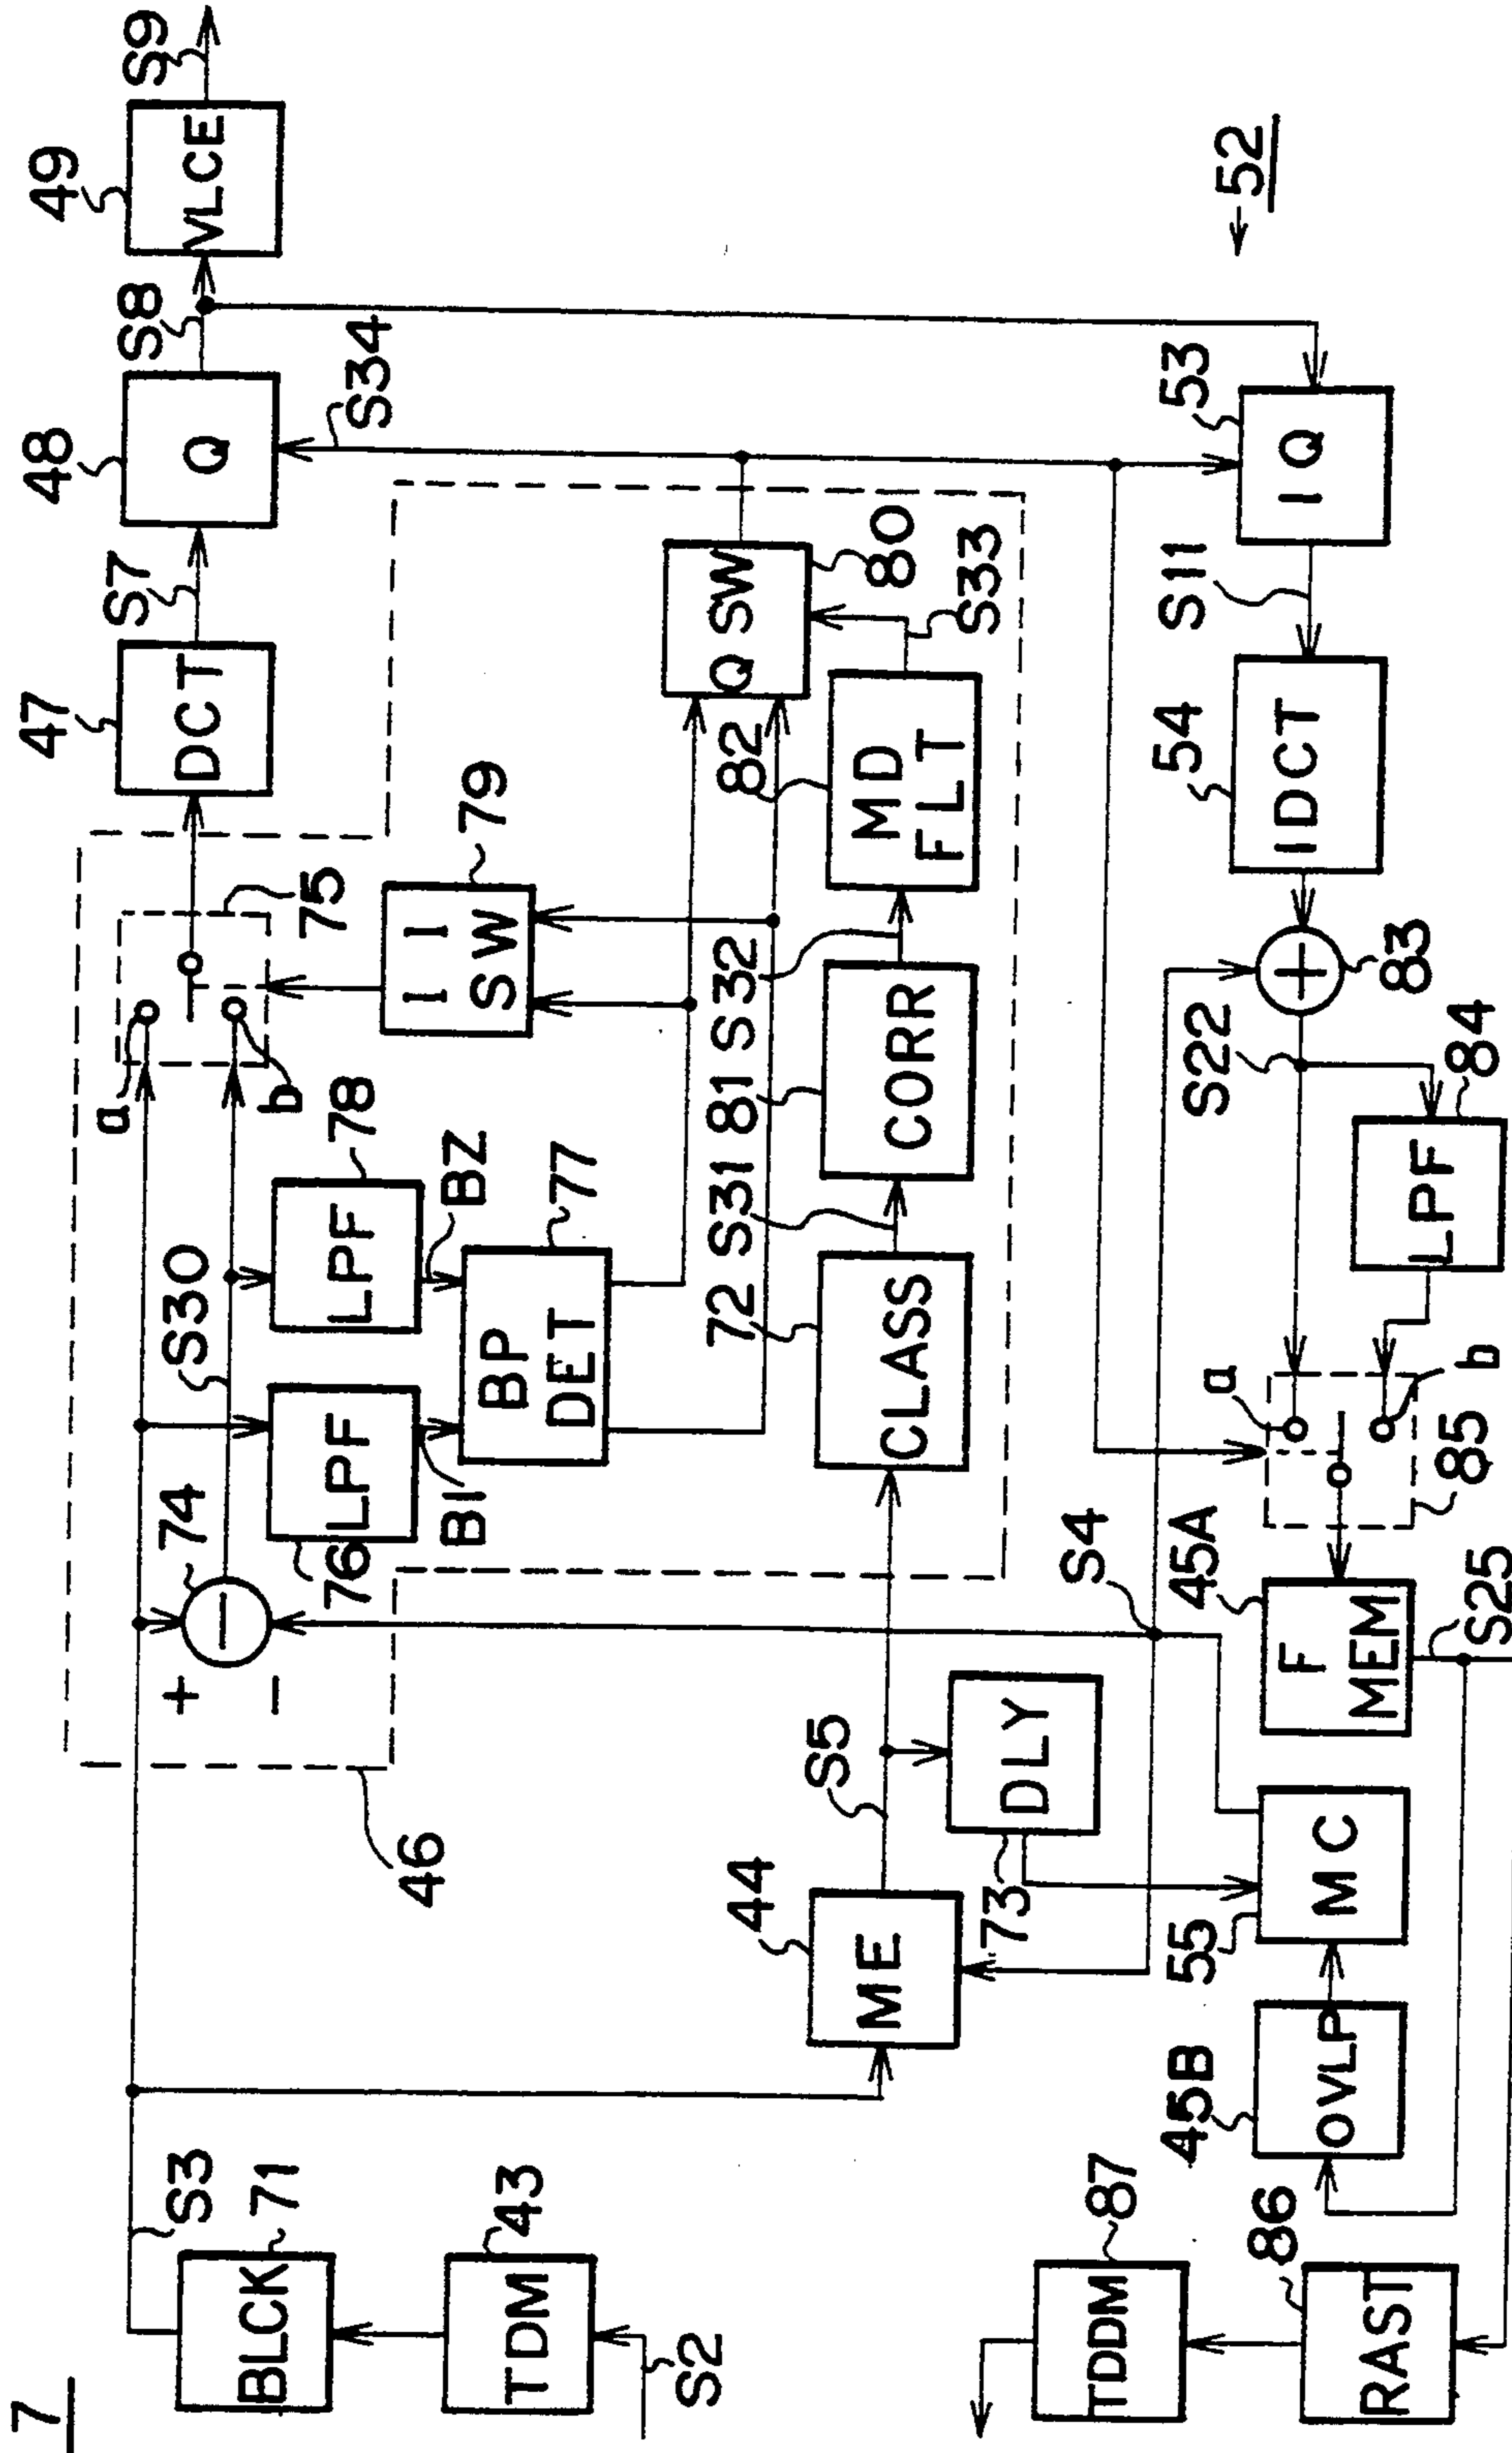 7
S3
BLCK
71
TDM
43
S2
46
+
−
74
S30
76
LPF
LPF
78
B1
BZ
BP
DET
77
a
b
75
I I
SW
79
47
DCT
S7
48
Q
S8
S34
49
VLCE
S9
44
ME
S5
DLY
73
72
CLASS
S31
81
CORR
S32
82
MD
FLT
S33
Q SW
80
52
S4
87
TDDM
86
RAST
45B
OVLP
55
MC
45A
F
MEM
S25
a
b
85
LPF
84
S22
+
83
54
IDCT
S11
53
IQ